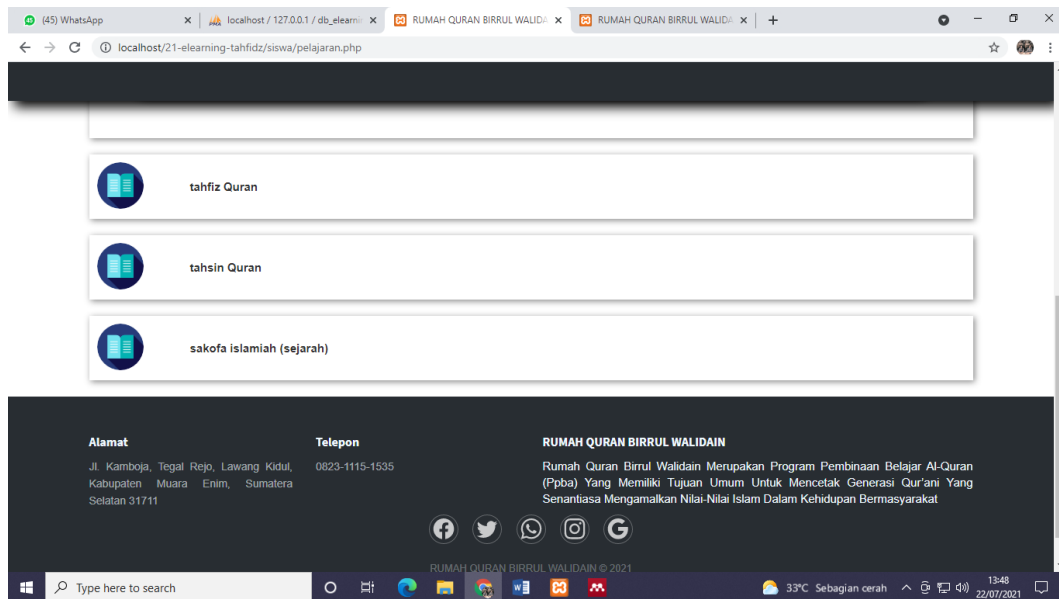 (45) WhatsApp
localhost / 127.0.0.1 / db_elearnin
RUMAH QURAN BIRRUL WALIDA
RUMAH QURAN BIRRUL WALIDA
localhost/21-elearning-tahfidz/siswa/pelajaran.php
tahfiz Quran
tahsin Quran
sakofa islamiah (sejarah)
Alamat
Jl. Kamboja, Tegal Rejo, Lawang Kidul,
Kabupaten Muara Enim, Sumatera
Selatan 31711
Telepon
0823-1115-1535
RUMAH QURAN BIRRUL WALIDAIN
Rumah Quran Birrul Walidain Merupakan Program Pembinaan Belajar Al-Quran
(Ppba) Yang Memiliki Tujuan Umum Untuk Mencetak Generasi Qur'ani Yang
Senantiasa Mengamalkan Nilai-Nilai Islam Dalam Kehidupan Bermasyarakat
RUMAH QURAN BIRRUL WALIDAIN © 2021
Type here to search
33°C Sebagian cerah
13:48
22/07/2021